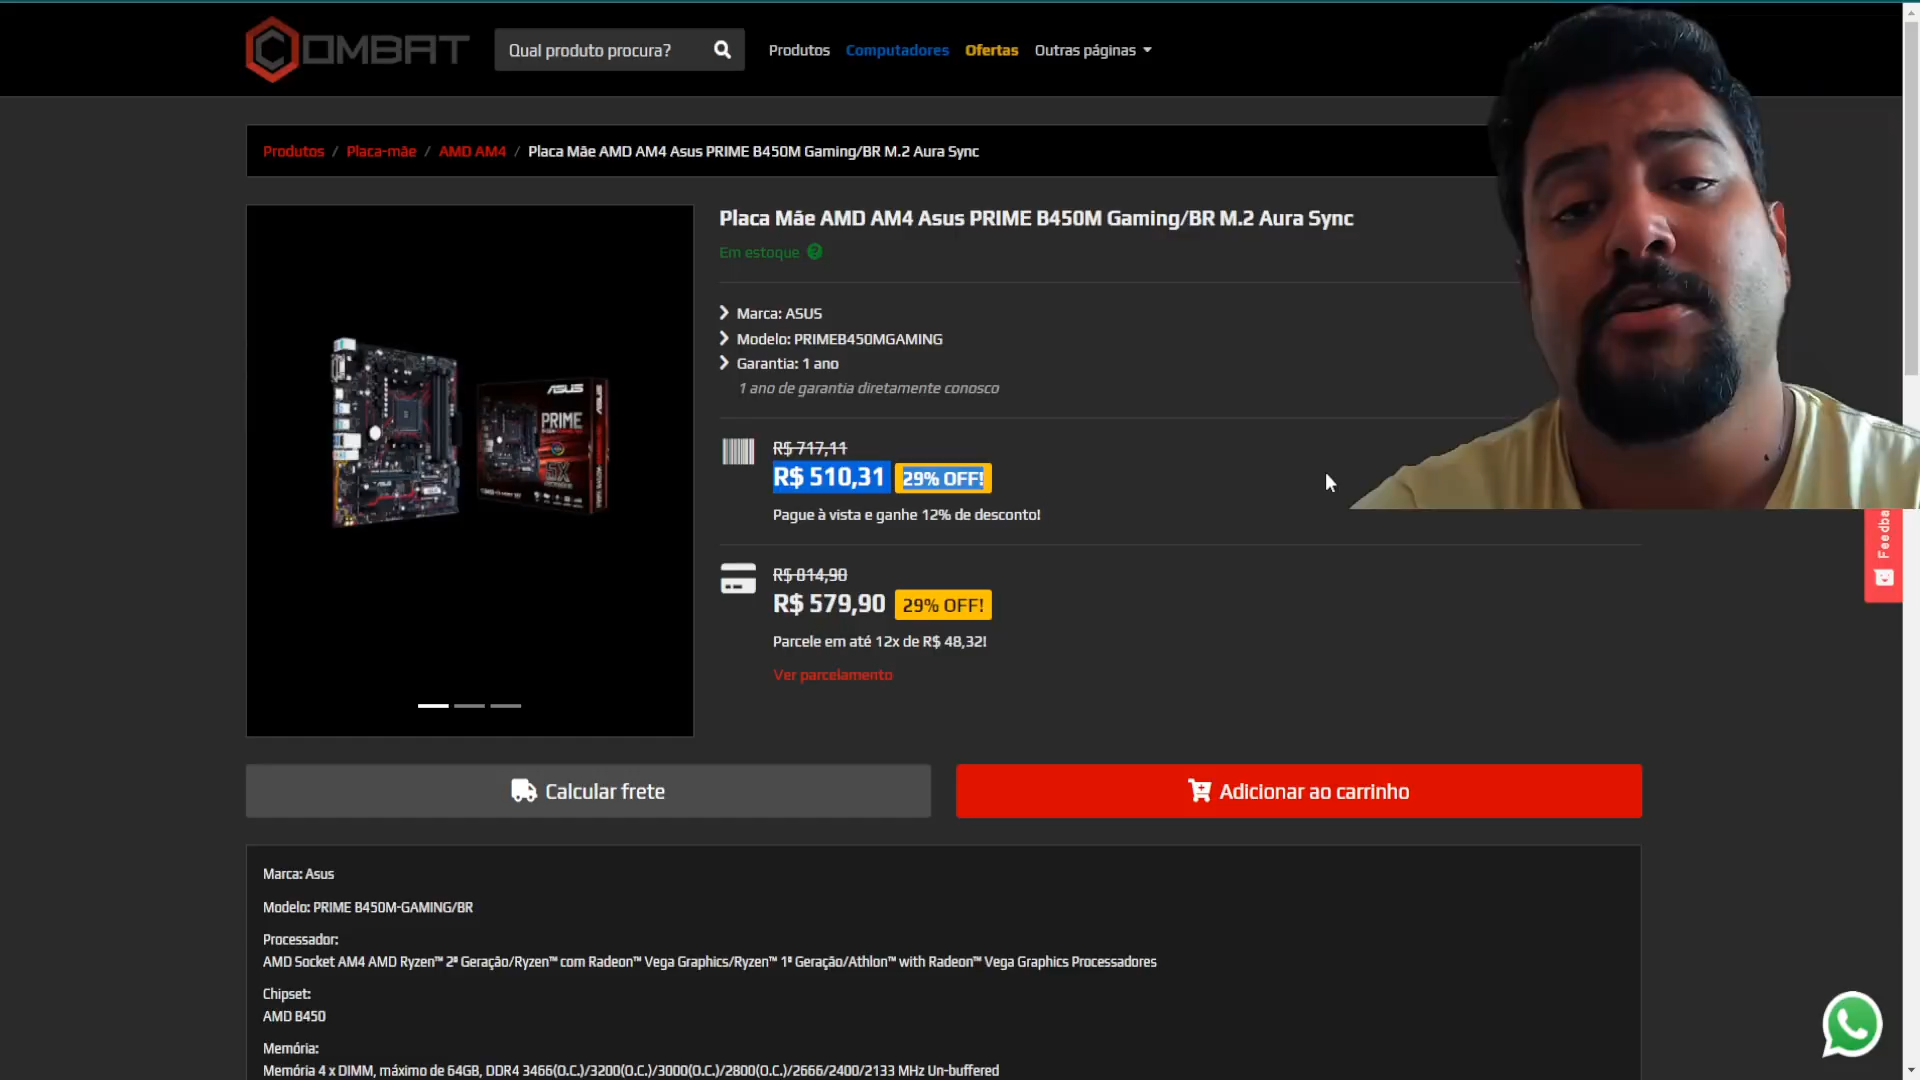 COMBAT
Qual produto procura?
Produtos
Computadores
Ofertas
Outras páginas
Produtos / Placa-mãe / AMD AM4 / Placa Mãe AMD AM4 Asus PRIME B450M Gaming/BR M.2 Aura Sync
Placa Mãe AMD AM4 Asus PRIME B450M Gaming/BR M.2 Aura Sync
Em estoque
Marca: ASUS
Modelo: PRIMEB450MGAMING
Garantia: 1 ano
1 ano de garantia diretamente conosco
R$ 717,11
R$ 510,31 29% OFF!
Pague à vista e ganhe 12% de desconto!
R$ 814,90
R$ 579,90 29% OFF!
Parcele em até 12x de R$ 48,32!
Ver parcelamento
ASUS
PRIME
5X
Feedba
Calcular frete
Adicionar ao carrinho
Marca: Asus
Modelo: PRIME B450M-GAMING/BR
Processador:
AMD Socket AM4 AMD Ryzen™ 2ª Geração/Ryzen™ com Radeon™ Vega Graphics/Ryzen™ 1ª Geração/Athlon™ with Radeon™ Vega Graphics Processadores
Chipset:
AMD B450
Memória:
Memória 4 x DIMM, máximo de 64GB, DDR4 3466(O.C.)/3200(O.C.)/3000(O.C.)/2800(O.C.)/2666/2400/2133 MHz Un-buffered